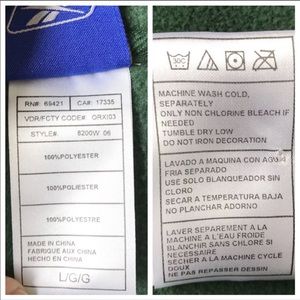 RN#: 69421 CA#: 17335
VDR/FCTY CODE#: ORXI03
STYLE#: 8200W 06
100%POLYESTER
100%POLYESTER
100%POLIESTER
MADE IN CHINA
FABRIQUE AUX CHINA
HECHO EN CHINA
L/G/G
MACHINE WASH COLD,
SEPARATELY
ONLY NON CHLORINE BLEACH IF
NEEDED
TUMBLE DRY LOW
DO NOT IRON DECORATION
LAVADO A MAQUINA CON AGUA
FRIA SEPARADO
USE SOLO BLANQUEADOR SIN
CLORO
SECAR A TEMPERATURA BAJA
NO PLANCHAR ADORNO
LAVER SEPAREMENT A LA
MACHINE A L'EAU FROIDE
BLANCHIR SANS CHLORE SI
NECESSAIRE
SECHER A LA MACHINE CYCLE
DOUX
NE PAS REPASSER DESSIN